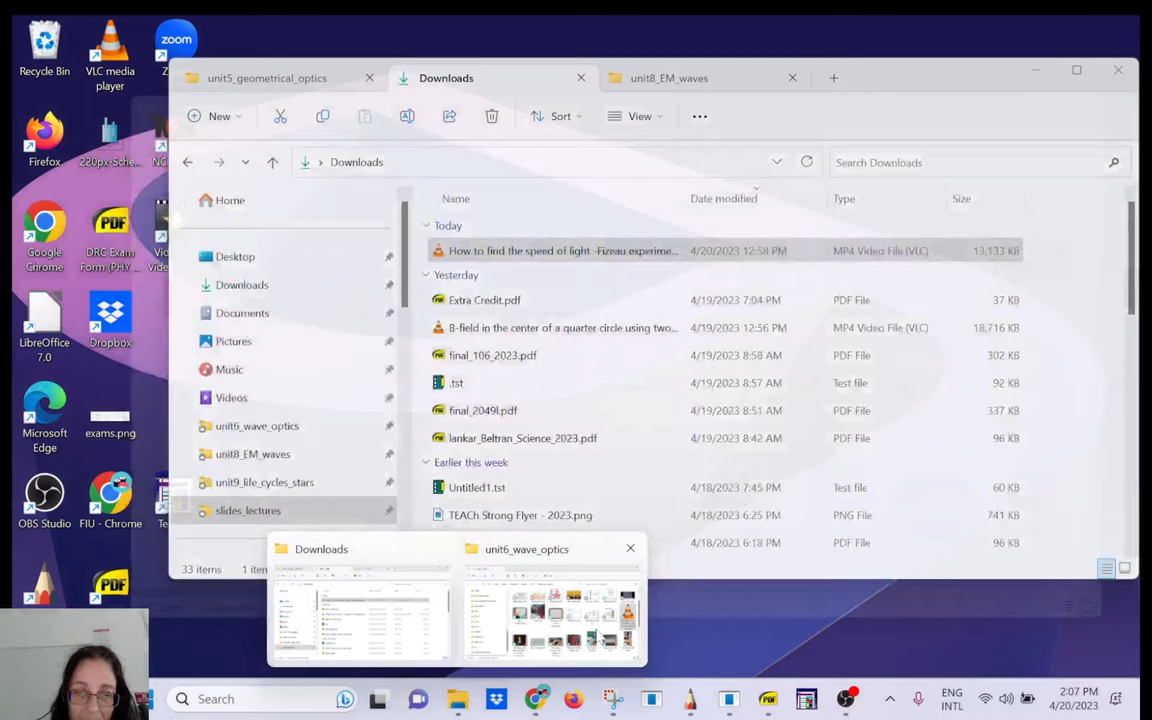 Recycle Bin
VLC media
player
zoom
Z
Firefox
220px-Sche...
NC
Google
Chrome
PDF
DRC Exam
Form (PHY ...
Vi
Vide
LibreOffice
7.0
Dropbox
Microsoft
Edge
exams.png
OBS Studio
FIU - Chrome
Te
PDF
unit5_geometrical_optics
Downloads
unit8_EM_waves
New
Sort
View
Downloads
Search Downloads
Home
Desktop
Downloads
Documents
Pictures
Music
Videos
unit6_wave_optics
unit8_EM_waves
unit9_life_cycles_stars
slides_lectures
Name Date modified Type Size
Today
How to find the speed of light -Fizeau experime... 4/20/2023 12:58 PM MP4 Video File (VLC) 13,133 KB
Yesterday
Extra Credit.pdf 4/19/2023 7:04 PM PDF File 37 KB
B-field in the center of a quarter circle using two... 4/19/2023 12:56 PM MP4 Video File (VLC) 18,716 KB
final_106_2023.pdf 4/19/2023 8:58 AM PDF File 302 KB
.tst 4/19/2023 8:57 AM Test file 92 KB
final_2049l.pdf 4/19/2023 8:51 AM PDF File 337 KB
lankar_Beltran_Science_2023.pdf 4/19/2023 8:42 AM PDF File 96 KB
Earlier this week
Untitled1.tst 4/18/2023 7:45 PM Test file 60 KB
TEACh Strong Flyer - 2023.png 4/18/2023 6:25 PM PNG File 741 KB
4/18/2023 6:18 PM PDF File 96 KB
33 items 1 iten
Downloads
unit6_wave_optics
Search
ENG
INTL
2:07 PM
4/20/2023